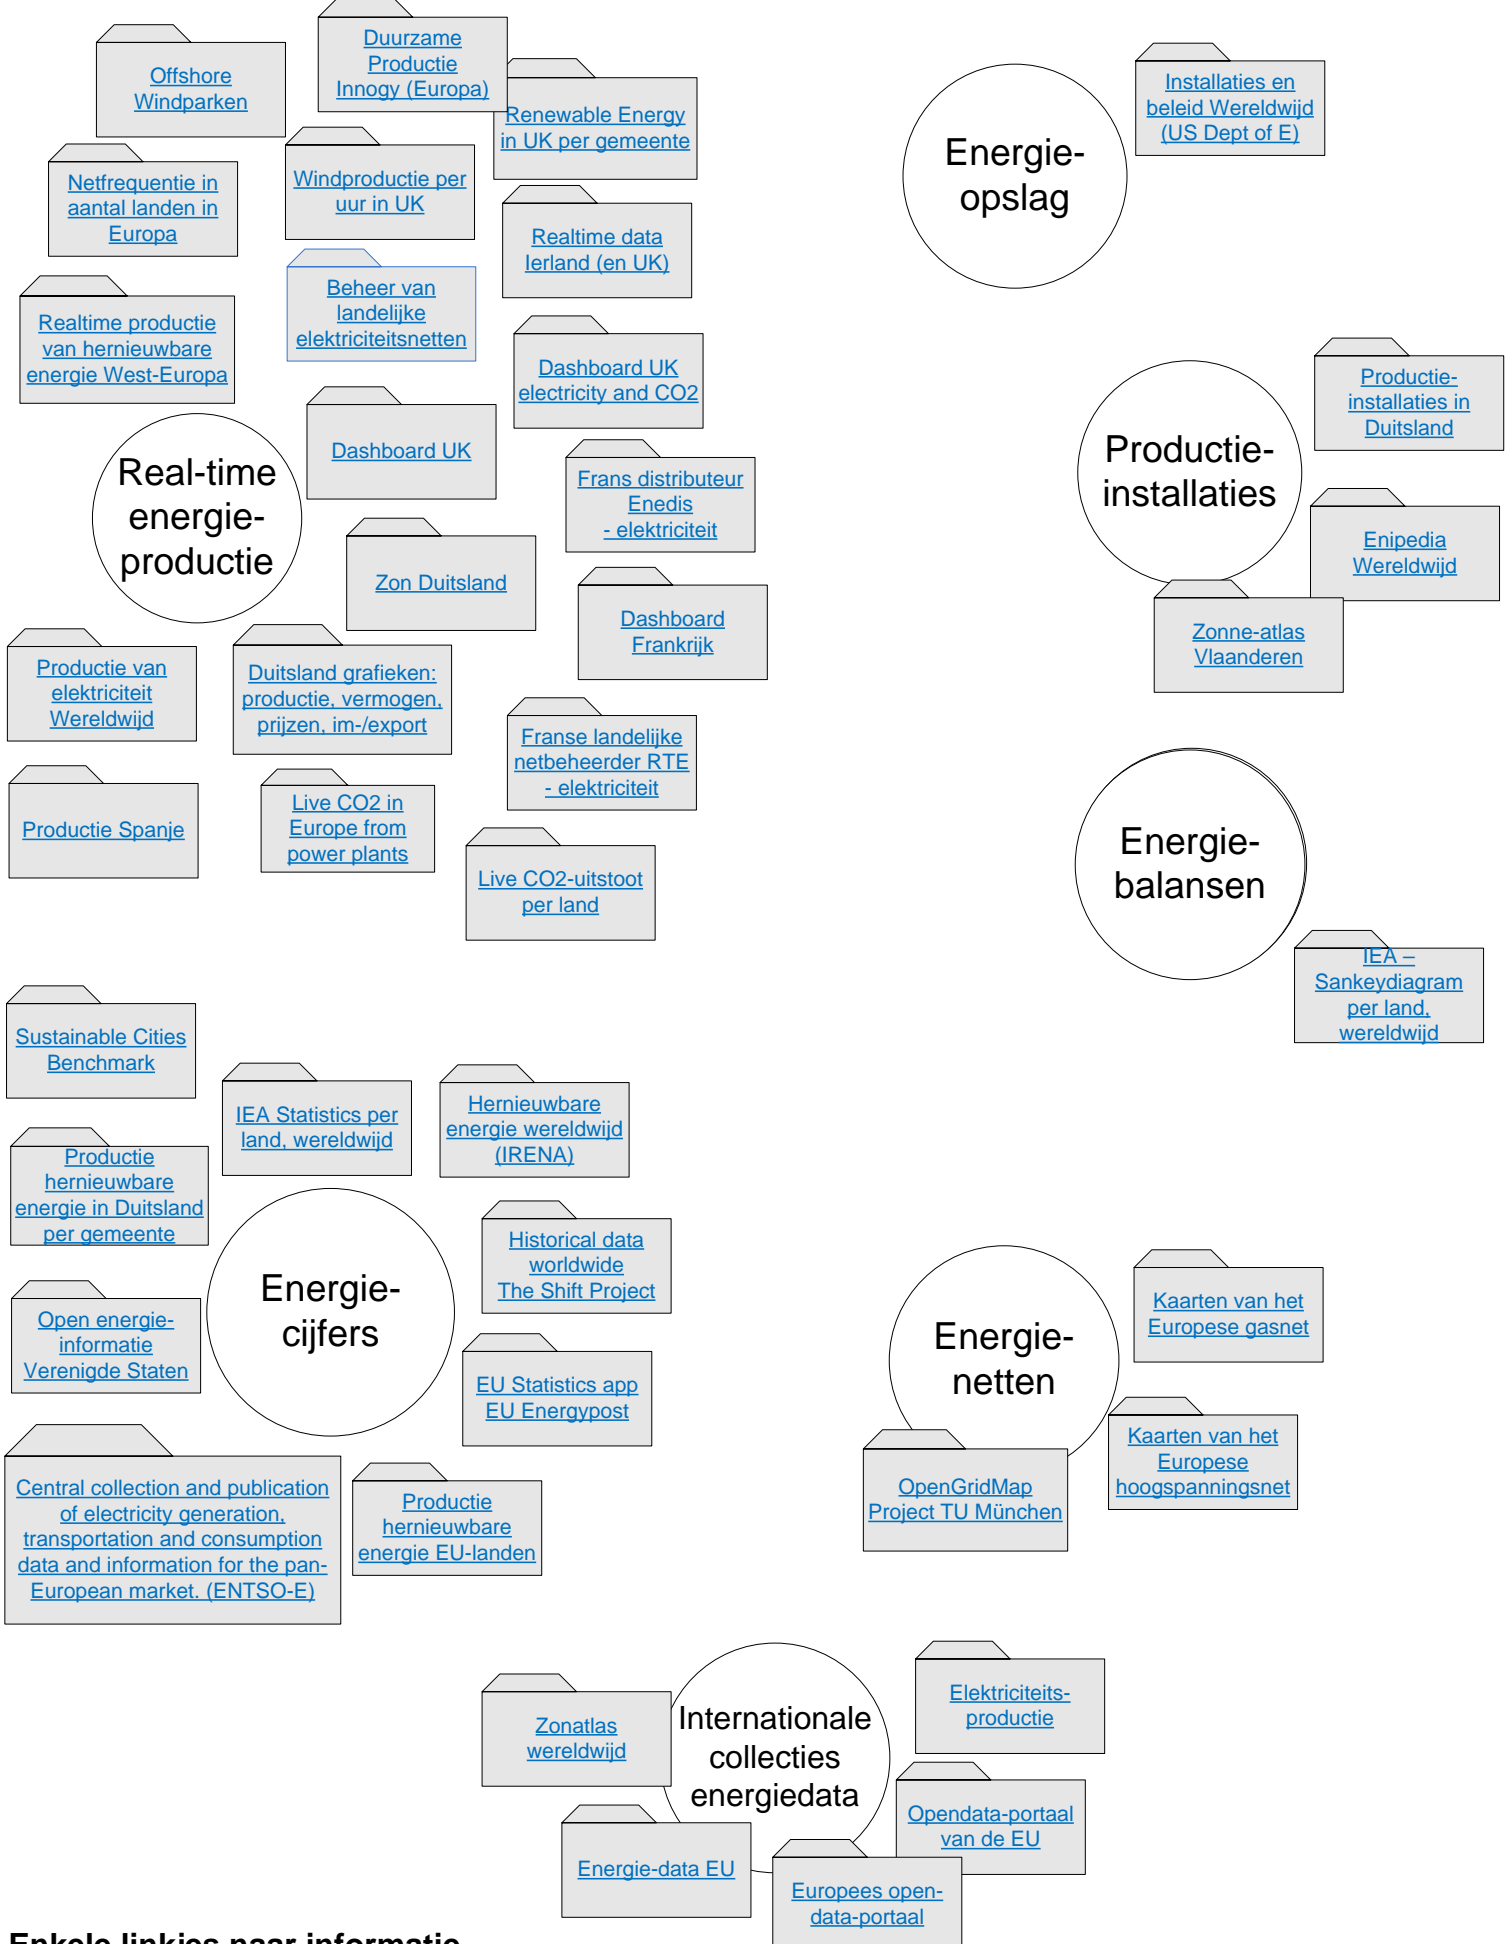 Duurzame
Productie
Innogy (Europa)
Offshore
Windparken
Renewable Energy
in UK per gemeente
Netfrequentie in
aantal landen in
Europa
Windproductie per
uur in UK
Realtime data
Ierland (en UK)
Beheer van
landelijke
elektriciteitsnetten
Realtime productie
van hernieuwbare
energie West-Europa
Dashboard UK
electricity and CO2
Dashboard UK
Real-time
energie-
productie
Frans distributeur
Enedis
- elektriciteit
Zon Duitsland
Dashboard
Frankrijk
Productie van
elektriciteit
Wereldwijd
Duitsland grafieken:
productie, vermogen,
prijzen, im-/export
Franse landelijke
netbeheerder RTE
- elektriciteit
Productie Spanje
Live CO2 in
Europe from
power plants
Live CO2-uitstoot
per land
Energie-
opslag
Installaties en
beleid Wereldwijd
(US Dept of E)
Productie-
installaties
Productie-
installaties in
Duitsland
Enipedia
Wereldwijd
Zonne-atlas
Vlaanderen
Energie-
balansen
IEA –
Sankeydiagram
per land,
wereldwijd
Sustainable Cities
Benchmark
IEA Statistics per
land, wereldwijd
Hernieuwbare
energie wereldwijd
(IRENA)
Productie
hernieuwbare
energie in Duitsland
per gemeente
Energie-
cijfers
Historical data
worldwide
The Shift Project
Open energie-
informatie
Verenigde Staten
EU Statistics app
EU Energypost
Central collection and publication
of electricity generation,
transportation and consumption
data and information for the pan-
European market. (ENTSO-E)
Productie
hernieuwbare
energie EU-landen
Energie-
netten
Kaarten van het
Europese gasnet
Kaarten van het
Europese
hoogspanningsnet
OpenGridMap
Project TU München
Internationale
collecties
energiedata
Zonatlas
wereldwijd
Elektriciteits-
productie
Opendata-portaal
van de EU
Energie-data EU
Europees open-
data-portaal
Enkele linkjes naar informatie